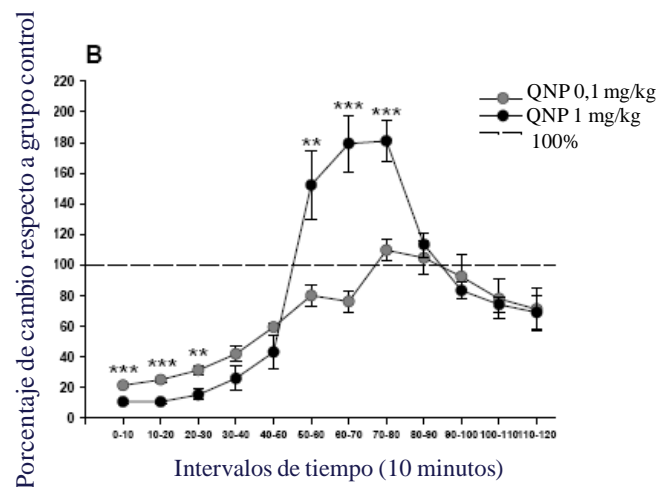 B
Porcentaje de cambio respecto a grupo control
220
200
180
160
140
120
100
80
60
40
20
0
*** *** ** ** *** ***
QNP 0,1 mg/kg
QNP 1 mg/kg
100%
0-10 10-20 20-30 30-40 40-60 50-60 60-70 70-80 80-90 90-100 100-110 110-120
Intervalos de tiempo (10 minutos)